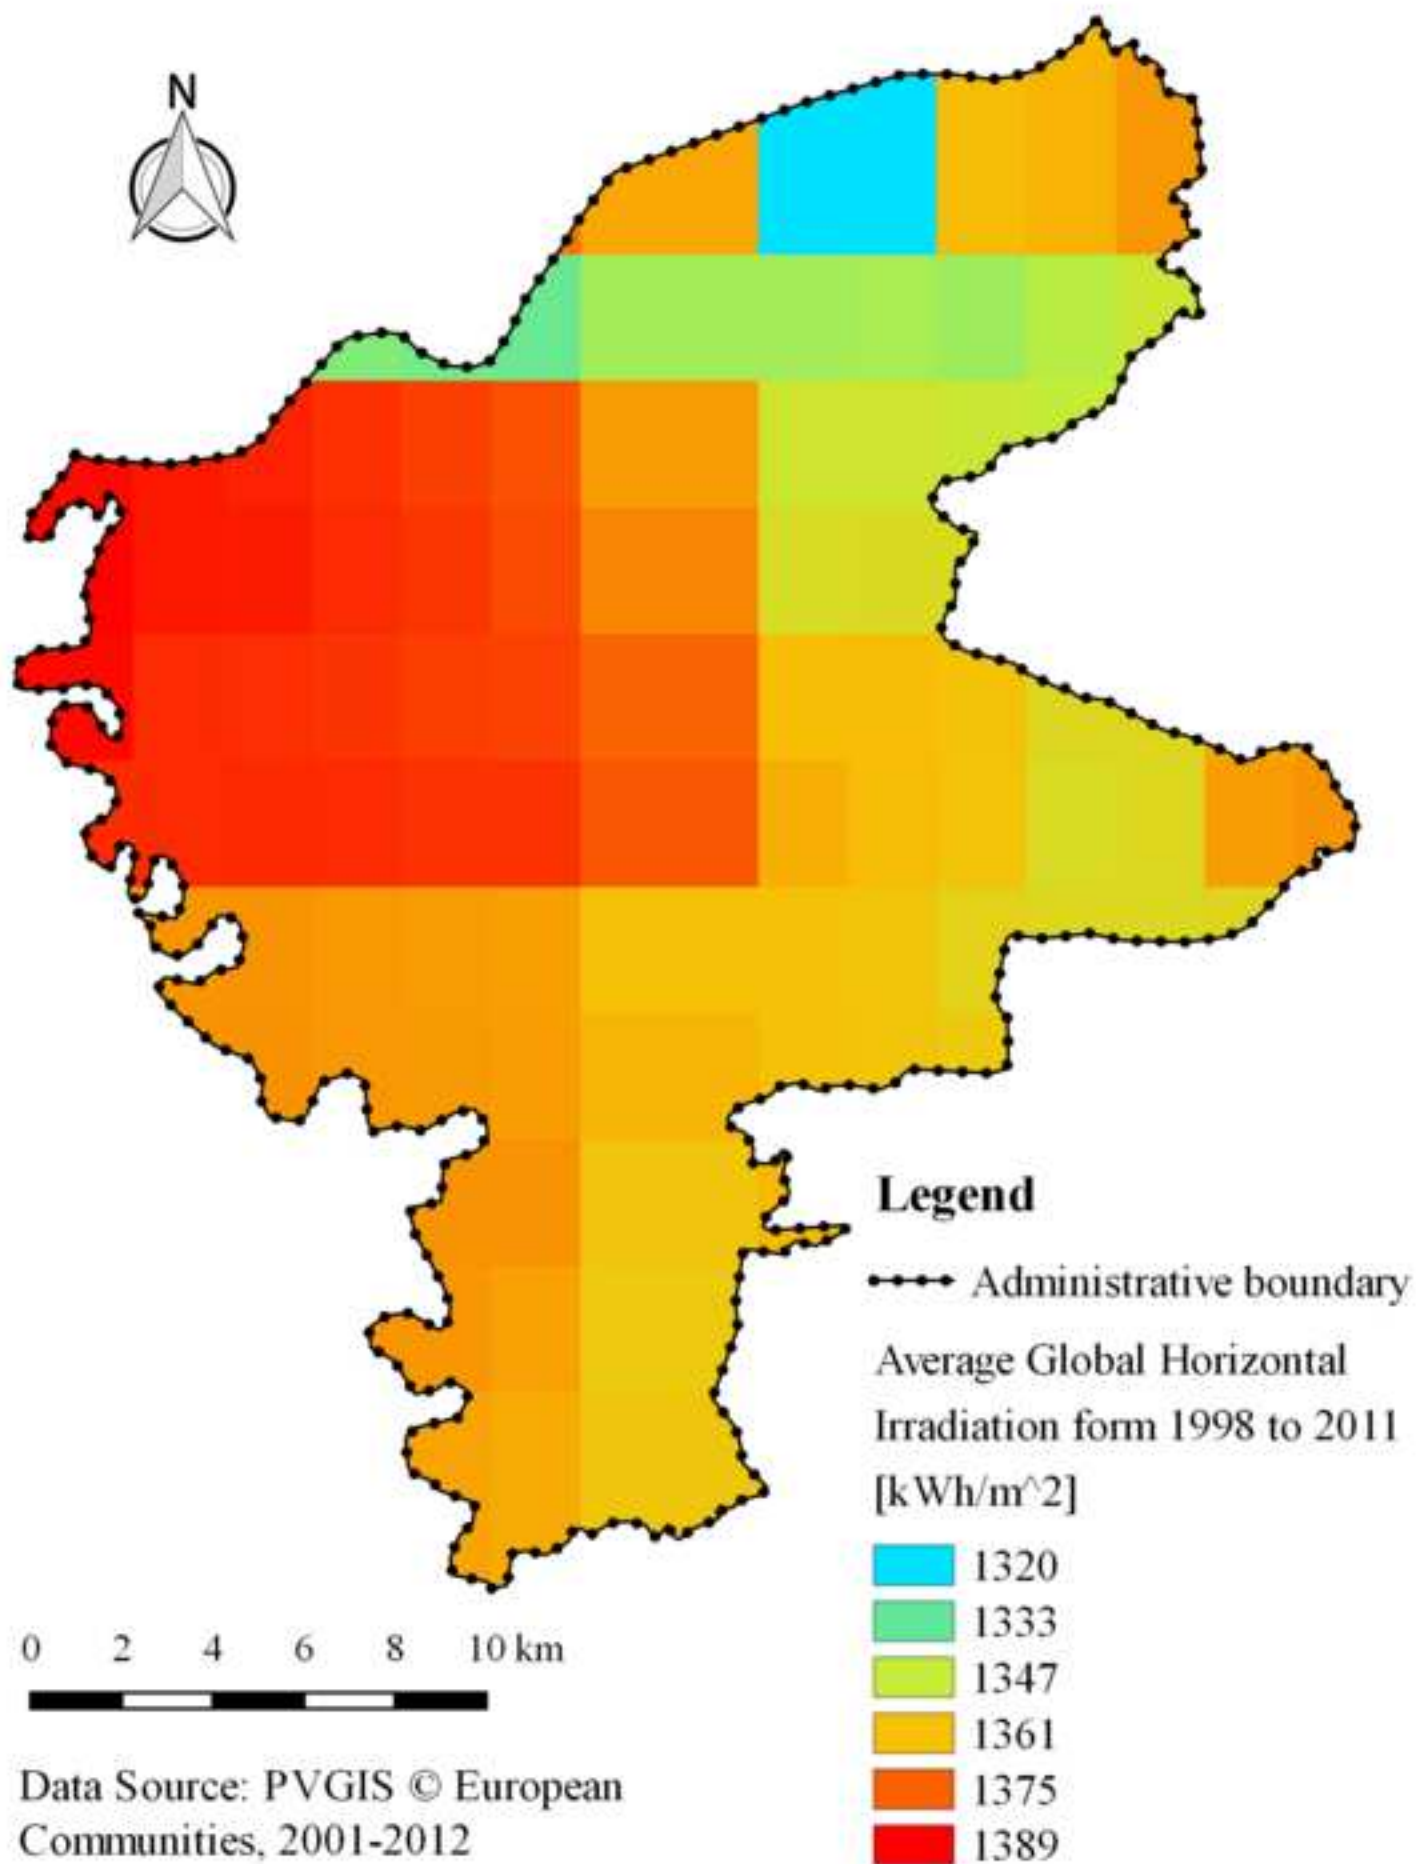 N
Legend
Administrative boundary
Average Global Horizontal
Irradiation form 1998 to 2011
[kWh/m^2]
1320
1333
1347
1361
1375
1389
0 2 4 6 8 10 km
Data Source: PVGIS © European
Communities, 2001-2012